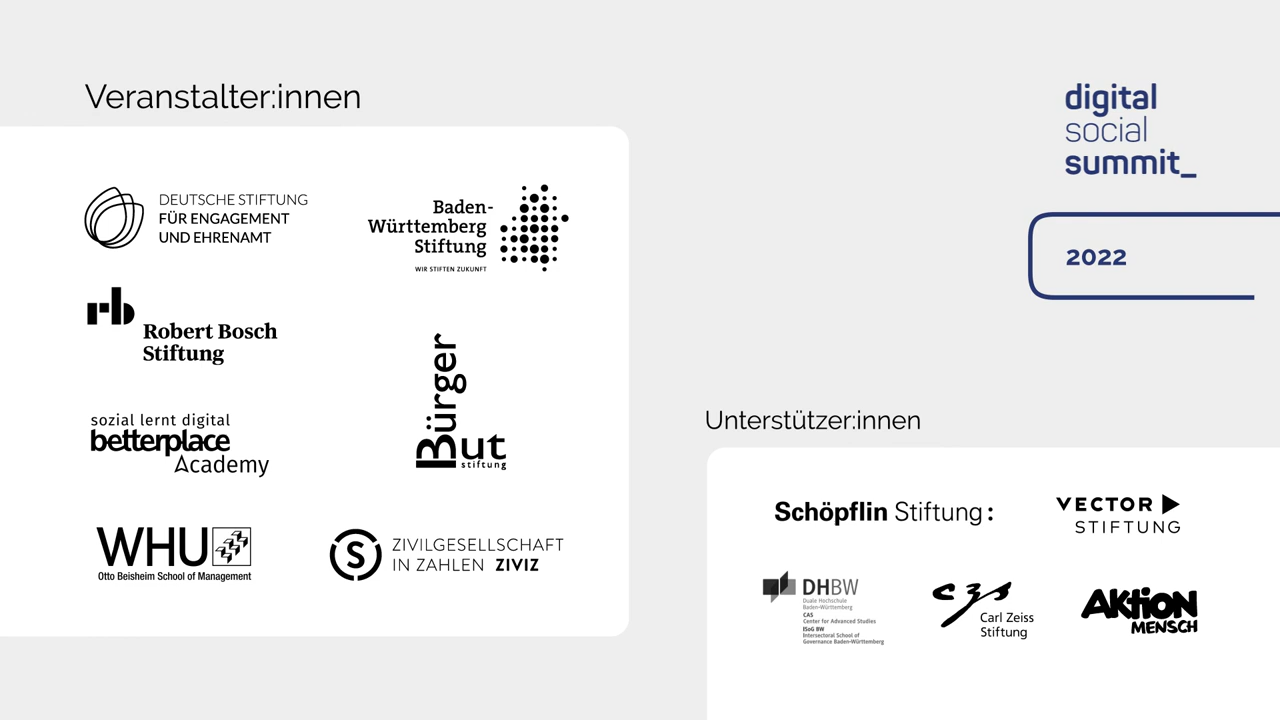 Veranstalter:innen
DEUTSCHE STIFTUNG
FÜR ENGAGEMENT
UND EHRENAMT
Baden-
Württemberg
Stiftung
WIR STIFTEN ZUKUNFT
rb
Robert Bosch
Stiftung
Bürger
But
stiftung
sozial lernt digital
betterplace
Academy
WHU
Otto Beisheim School of Management
S
ZIVILGESELLSCHAFT
IN ZAHLEN ZIVIZ
digital
social
summit_
2022
Unterstützer:innen
Schöpflin Stiftung:
VECTOR
STIFTUNG
DHBW
Duale Hochschule
Baden-Württemberg
CAS
Center for Advanced Studies
ISoG BW
Intersectoral School of
Governance Baden-Württemberg
czs
Carl Zeiss
Stiftung
AKTION
MENSCH